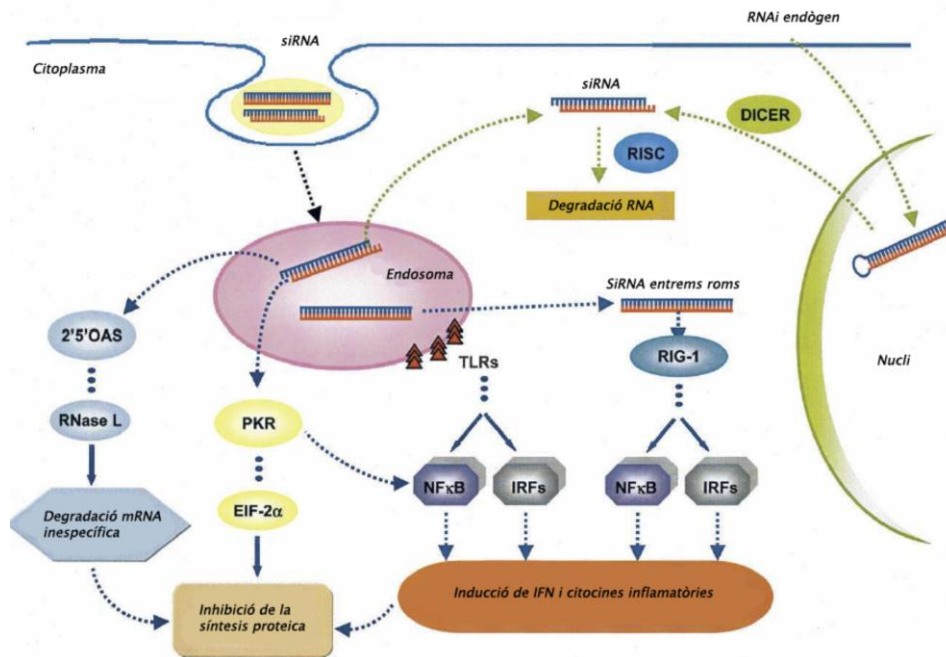 RNAi endògen
siRNA
Citoplasma
siRNA
DICER
RISC
Degradació RNA
Endosoma
SiRNA entrems roms
2'5'OAS
TLRs
RIG-1
Nucli
RNase L
PKR
NFκB
IRFs
NFκB
IRFs
EIF-2α
Degradació mRNA
inespecífica
Inducció de IFN i citocines inflamatòries
Inhibició de la
síntesis proteica